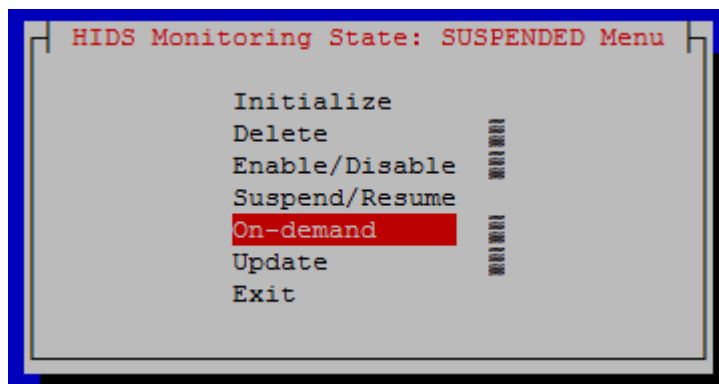 HIDS Monitoring State: SUSPENDED Menu
Initialize
Delete
Enable/Disable
Suspend/Resume
On-demand
Update
Exit